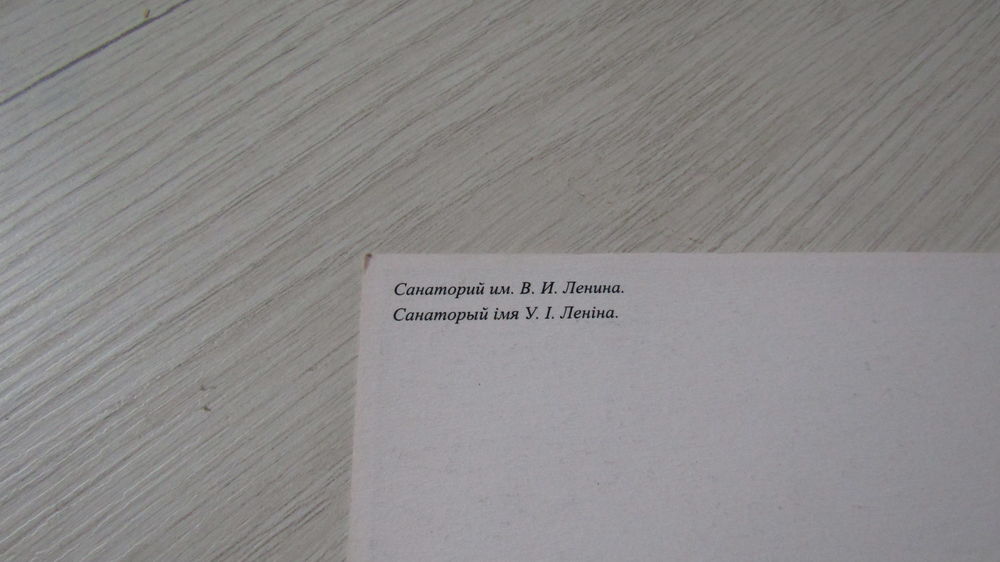 Санаторий им. В. И. Ленина.
Санаторый імя У. І. Леніна.